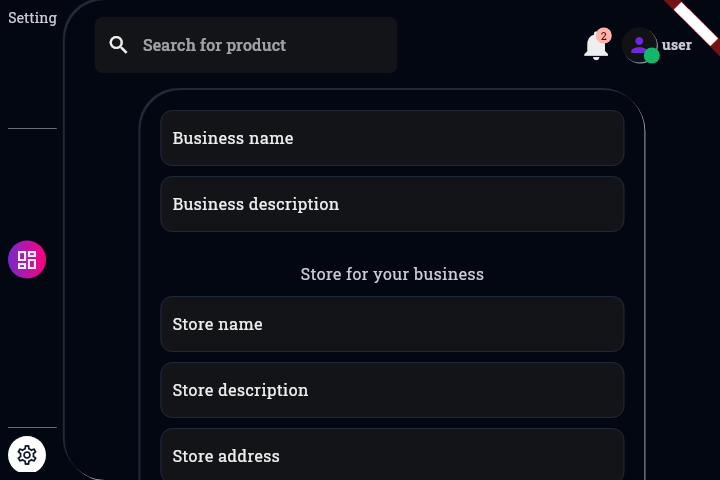 Setting
Search for product
2
user
Business name
Business description
Store for your business
Store name
Store description
Store address